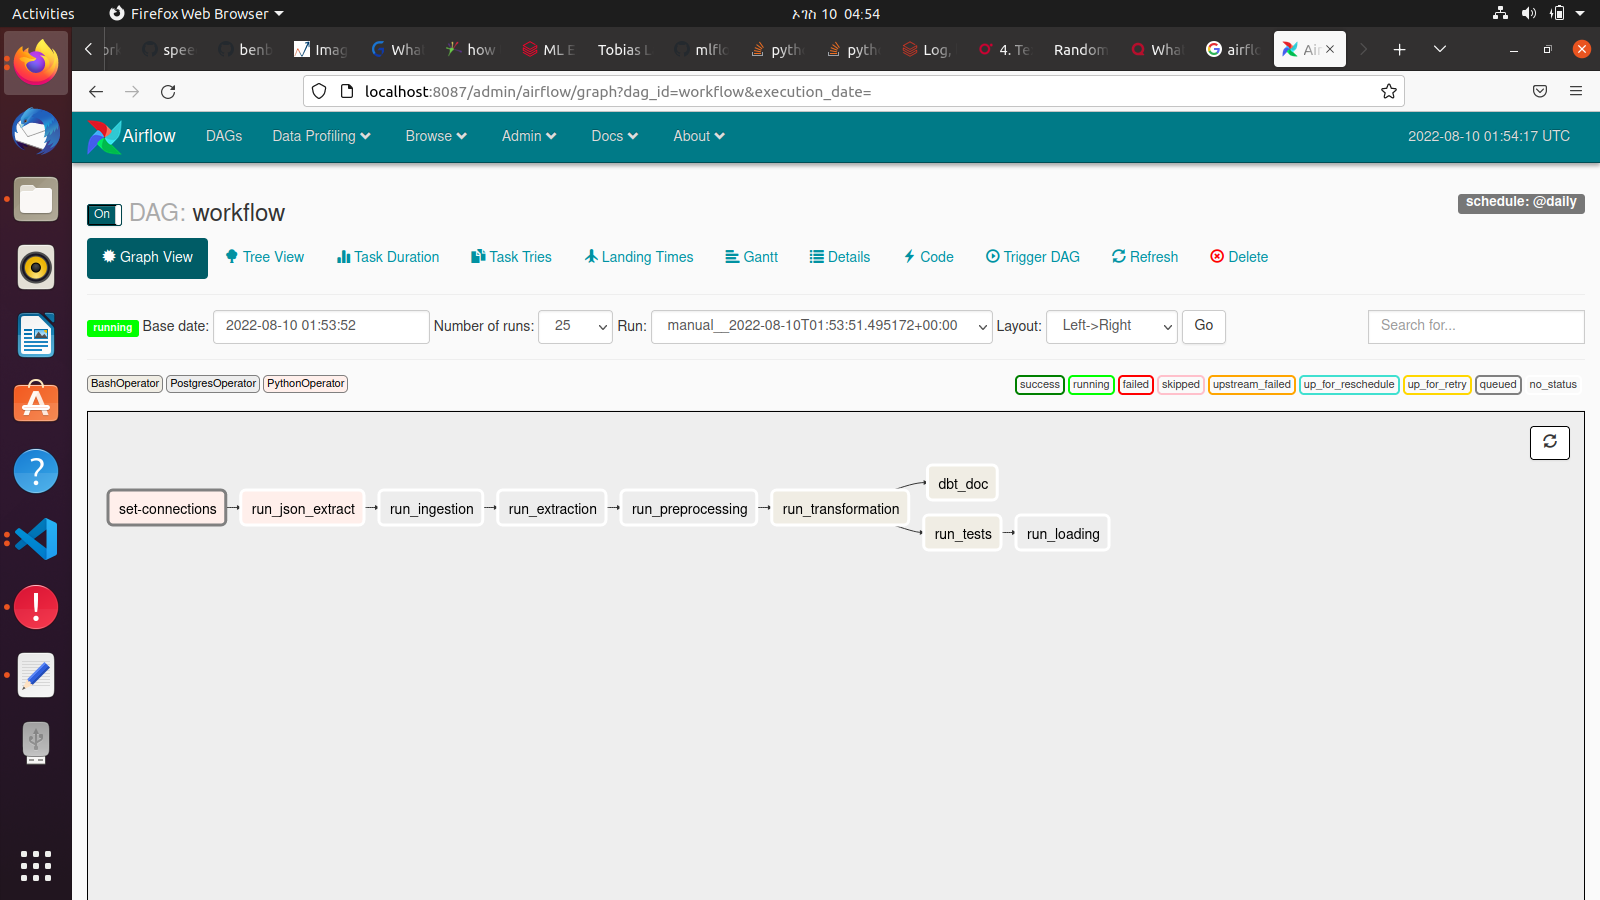 Activities Firefox Web Browser ኦገስ 10 04:54
spee benb Imag Wha how ML E Tobias L mlflo pyth pyth Log, 4. Te Random Wha airflo Air
localhost:8087/admin/airflow/graph?dag_id=workflow&execution_date=
Airflow DAGs Data Profiling Browse Admin Docs About 2022-08-10 01:54:17 UTC
On DAG: workflow schedule: @daily
Graph View Tree View Task Duration Task Tries Landing Times Gantt Details Code Trigger DAG Refresh Delete
running Base date: 2022-08-10 01:53:52 Number of runs: 25 Run: manual__2022-08-10T01:53:51.495172+00:00 Layout: Left->Right Go Search for...
BashOperator PostgresOperator PythonOperator success running failed skipped upstream_failed up_for_reschedule up_for_retry queued no_status
dbt_doc
set-connections run_json_extract run_ingestion run_extraction run_preprocessing run_transformation
run_tests run_loading